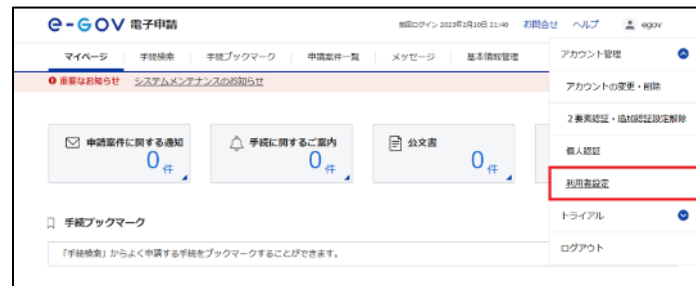 e-GOV 電子申請
前回ログイン 2023年2月10日 21:40 お問合せ ヘルプ egov
マイページ 手続検索 手続ブックマーク 申請案件一覧 メッセージ 基本情報管理
重要なお知らせ システムメンテナンスのお知らせ
申請案件に関する通知
0件
手続に関するご案内
0件
公文書
0件
手続ブックマーク
「手続検索」からよく申請する手続をブックマークすることができます。
アカウント管理
アカウントの変更・削除
2要素認証・追加認証設定解除
個人認証
利用者設定
トライアル
ログアウト